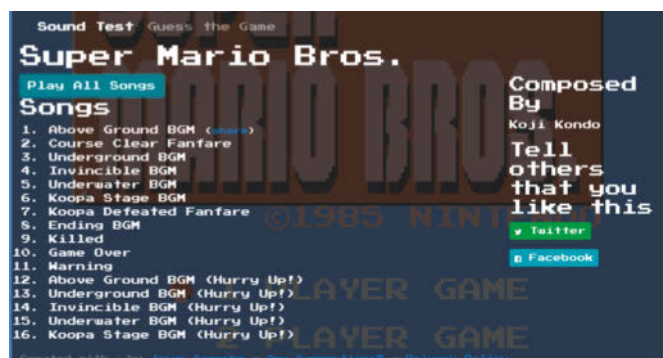 Sound Test Guess the Game
Super Mario Bros.
Play All Songs
Songs
1. Above Ground BGM (share)
2. Course Clear Fanfare
3. Underground BGM
4. Invincible BGM
5. Underwater BGM
6. Koopa Stage BGM
7. Koopa Defeated Fanfare
8. Ending BGM
9. Killed
10. Game Over
11. Warning
12. Above Ground BGM (Hurry Up!)
13. Underground BGM (Hurry Up!)
14. Invincible BGM (Hurry Up!)
15. Underwater BGM (Hurry Up!)
16. Koopa Stage BGM (Hurry Up!)
Composed
By
Koji Kondo
Tell
others
that you
like this
Twitter
Facebook
MARIO BROS.
©1985 NINT
PLAYER GAME
2 PLAYER GAME